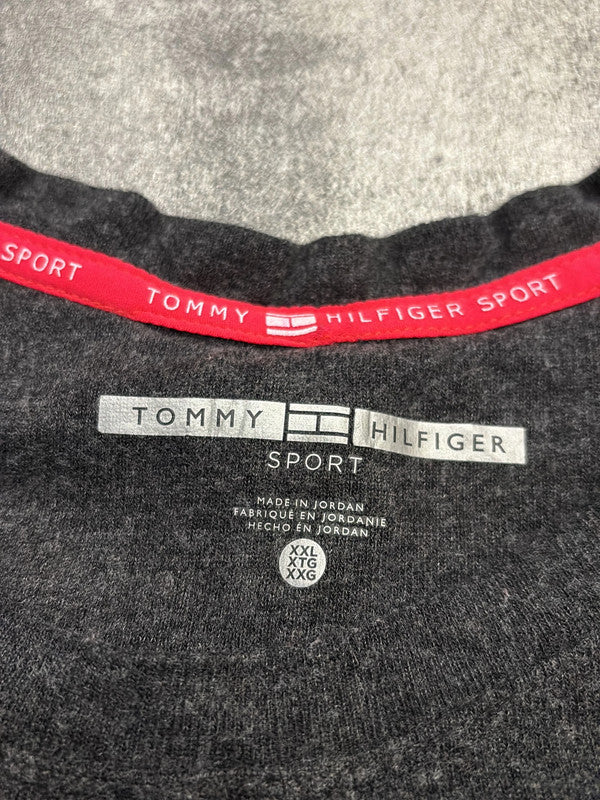 SPORT TOMMY HILFIGER SPORT
TOMMY HILFIGER
SPORT
MADE IN JORDAN
FABRIQUÉ EN JORDANIE
HECHO EN JORDAN
XXL
XTG
XXG